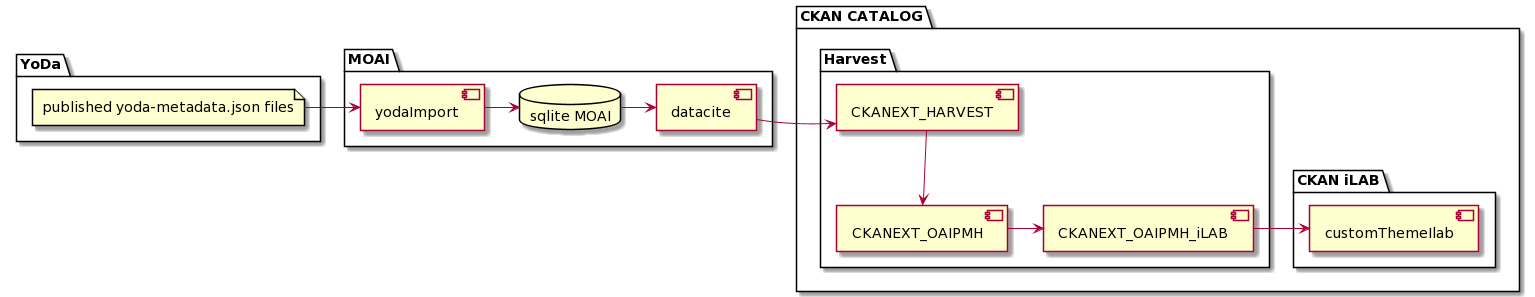 CKAN CATALOG
YoDa
MOAI
Harvest
published yoda-metadata.json files
yodaImport
sqlite MOAI
datacite
CKANEXT_HARVEST
CKAN iLAB
CKANEXT_OAIPMH
CKANEXT_OAIPMH_iLAB
customThemeIlab